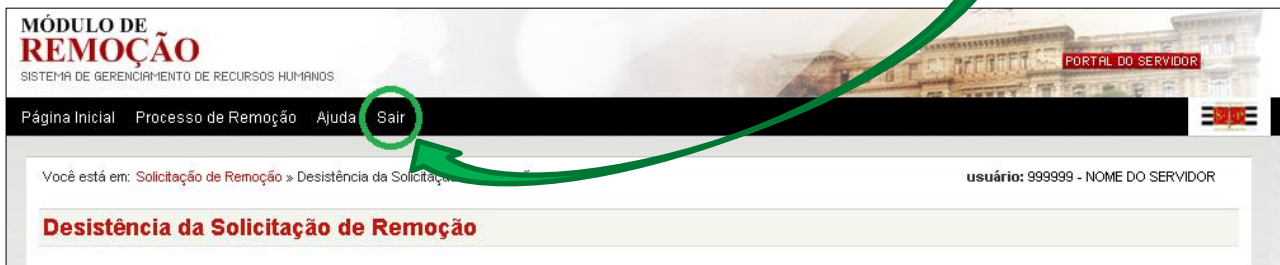 MÓDULO DE
REMOÇÃO
SISTEMA DE GERENCIAMENTO DE RECURSOS HUMANOS
PORTAL DO SERVIDOR
Página Inicial Processo de Remoção Ajuda Sair
Você está em: Solicitação de Remoção » Desistência da
usuário: 999999 - NOME DO SERVIDOR
Desistência da Solicitação de Remoção